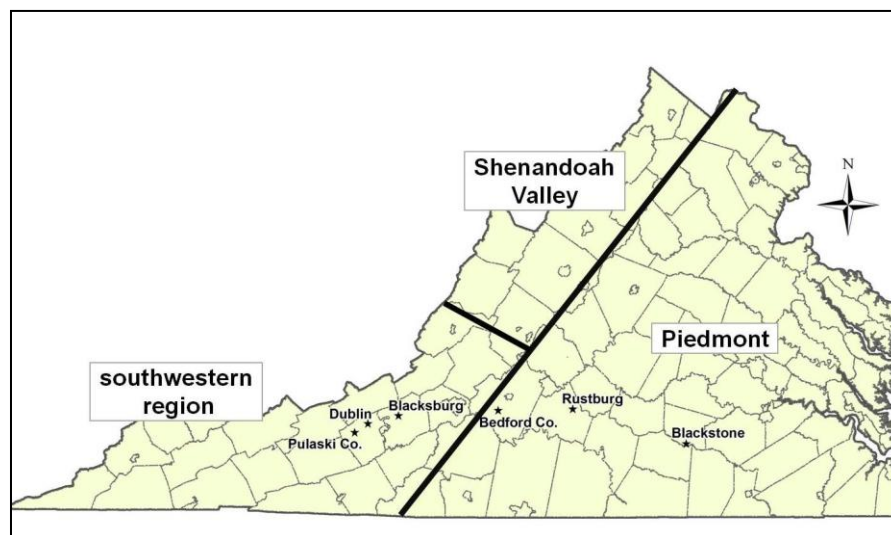 N
Shenandoah
Valley
Piedmont
southwestern
region
Dublin
Blacksburg
Pulaski Co.
Bedford Co.
Rustburg
Blackstone